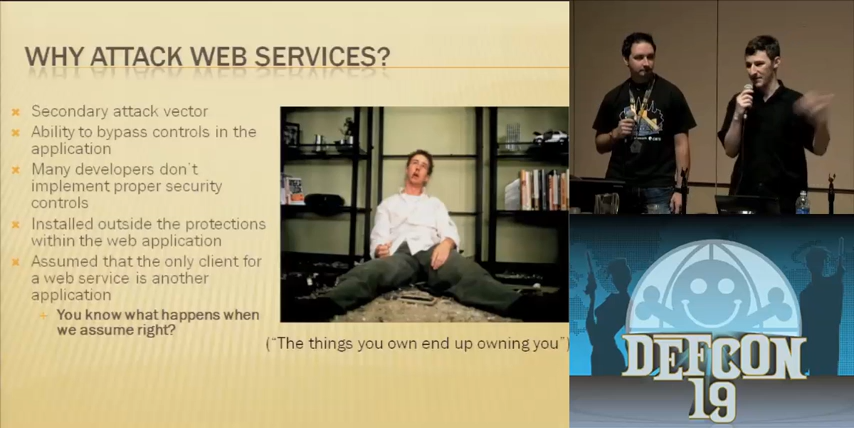 WHY ATTACK WEB SERVICES?
Secondary attack vector
Ability to bypass controls in the
application
Many developers don't
implement proper security
controls
Installed outside the protections
within the web application
Assumed that the only client for
a web service is another
application
You know what happens when
we assume right?
("The things you own end up owning you")
DEFCON
19